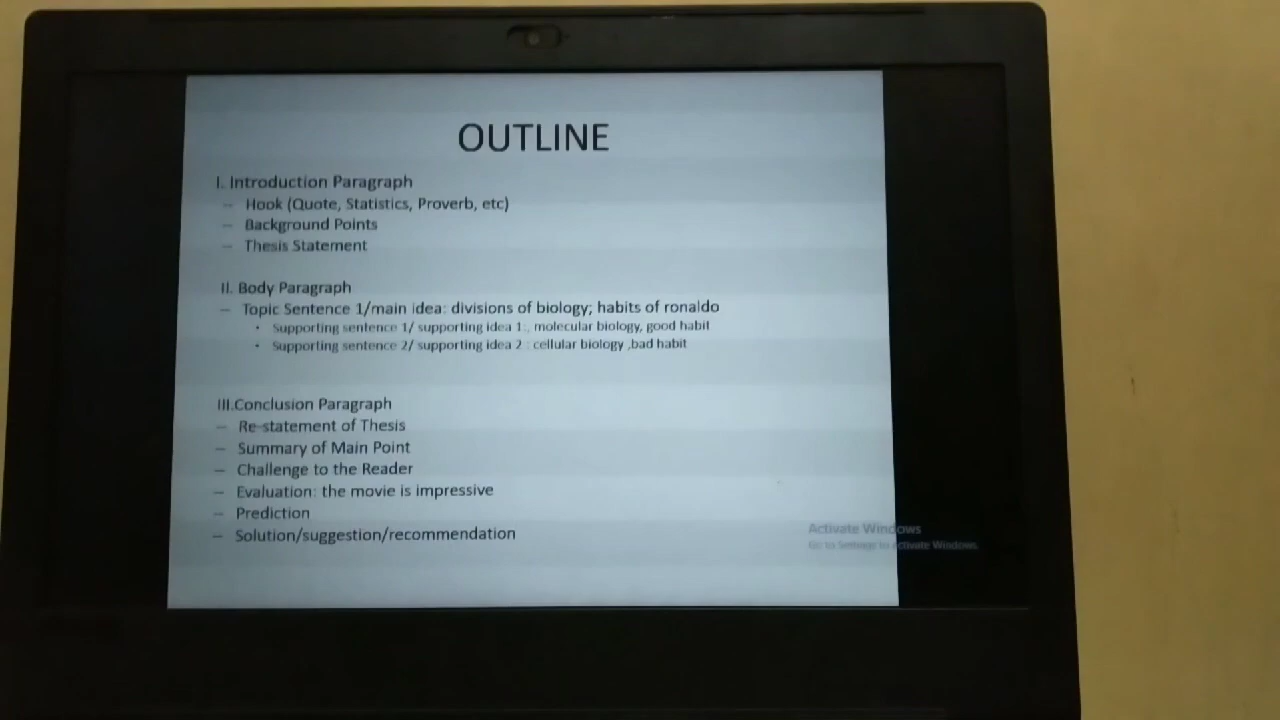 OUTLINE
I. Introduction Paragraph
– Hook (Quote, Statistics, Proverb, etc)
– Background Points
– Thesis Statement
II. Body Paragraph
– Topic Sentence 1/main idea: divisions of biology; habits of ronaldo
• Supporting sentence 1/ supporting idea 1:, molecular biology, good habit
• Supporting sentence 2/ supporting idea 2 : cellular biology ,bad habit
III.Conclusion Paragraph
– Re-statement of Thesis
– Summary of Main Point
– Challenge to the Reader
– Evaluation: the movie is impressive
– Prediction
– Solution/suggestion/recommendation
Activate Windows
Go to Settings to activate Windows.